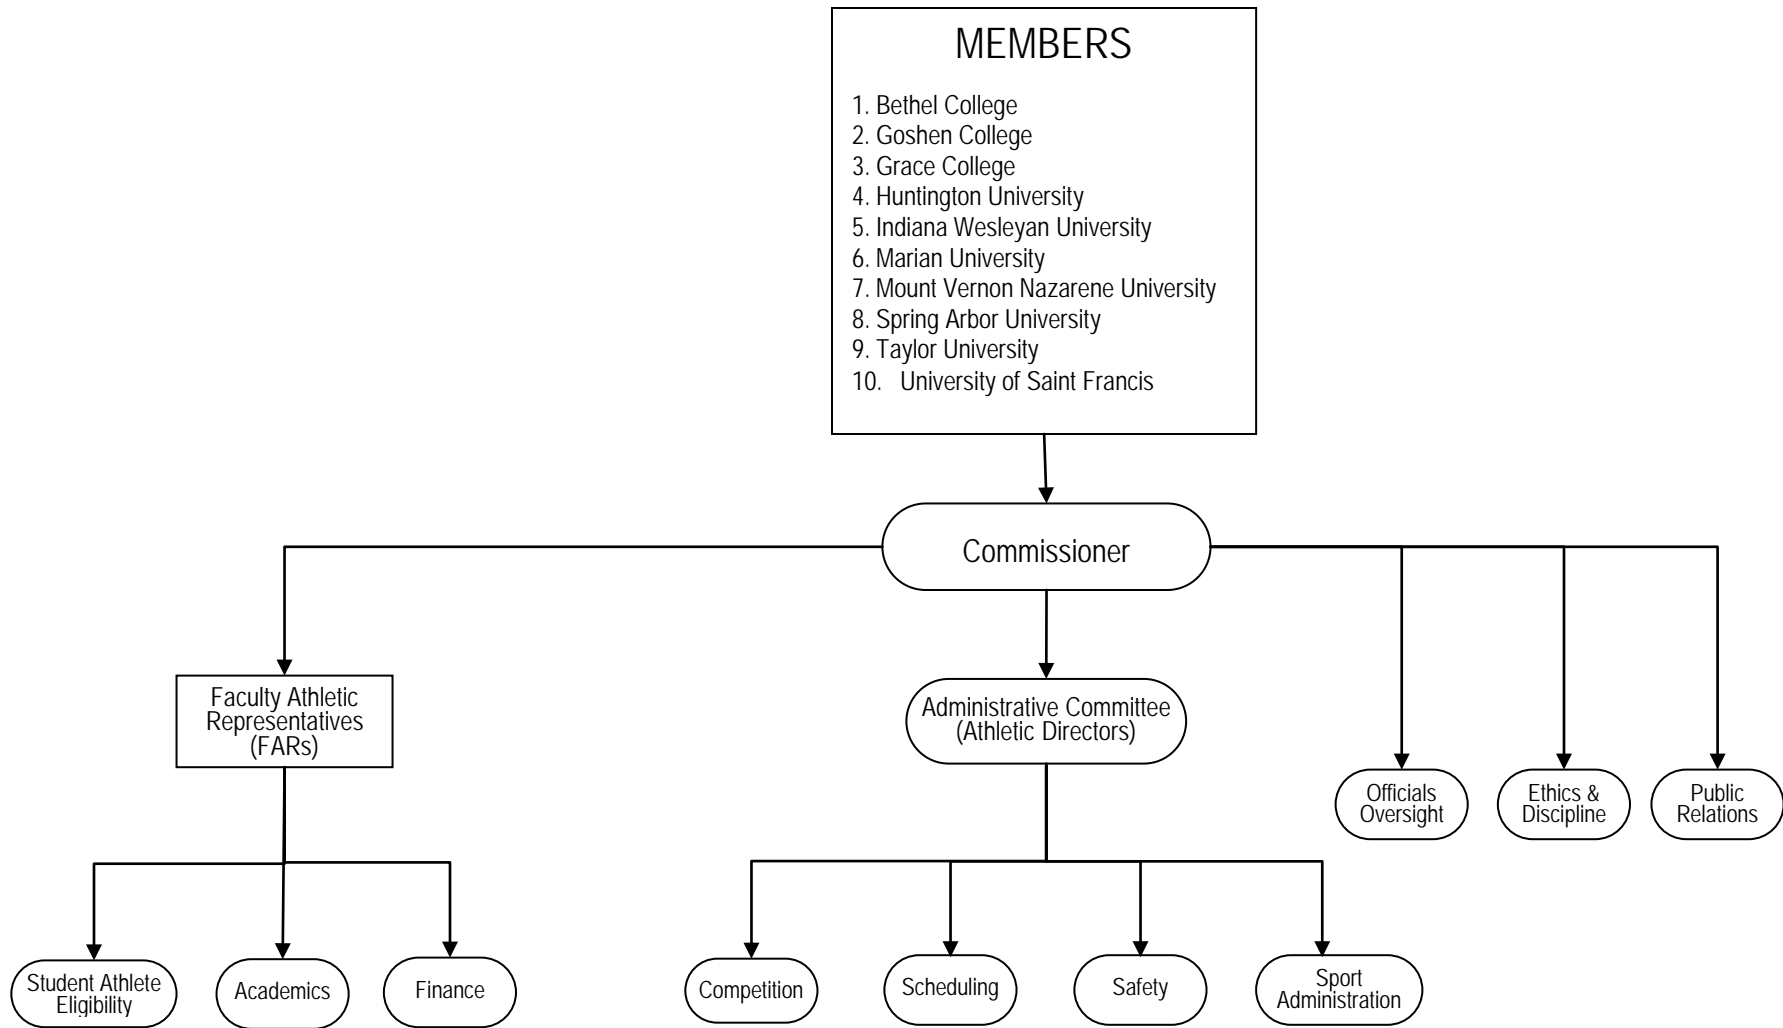 MEMBERS
1. Bethel College
2. Goshen College
3. Grace College
4. Huntington University
5. Indiana Wesleyan University
6. Marian University
7. Mount Vernon Nazarene University
8. Spring Arbor University
9. Taylor University
10. University of Saint Francis
Commissioner
Faculty Athletic
Representatives
(FARs)
Administrative Committee
(Athletic Directors)
Officials
Oversight
Ethics &
Discipline
Public
Relations
Student Athlete
Eligibility
Academics
Finance
Competition
Scheduling
Safety
Sport
Administration